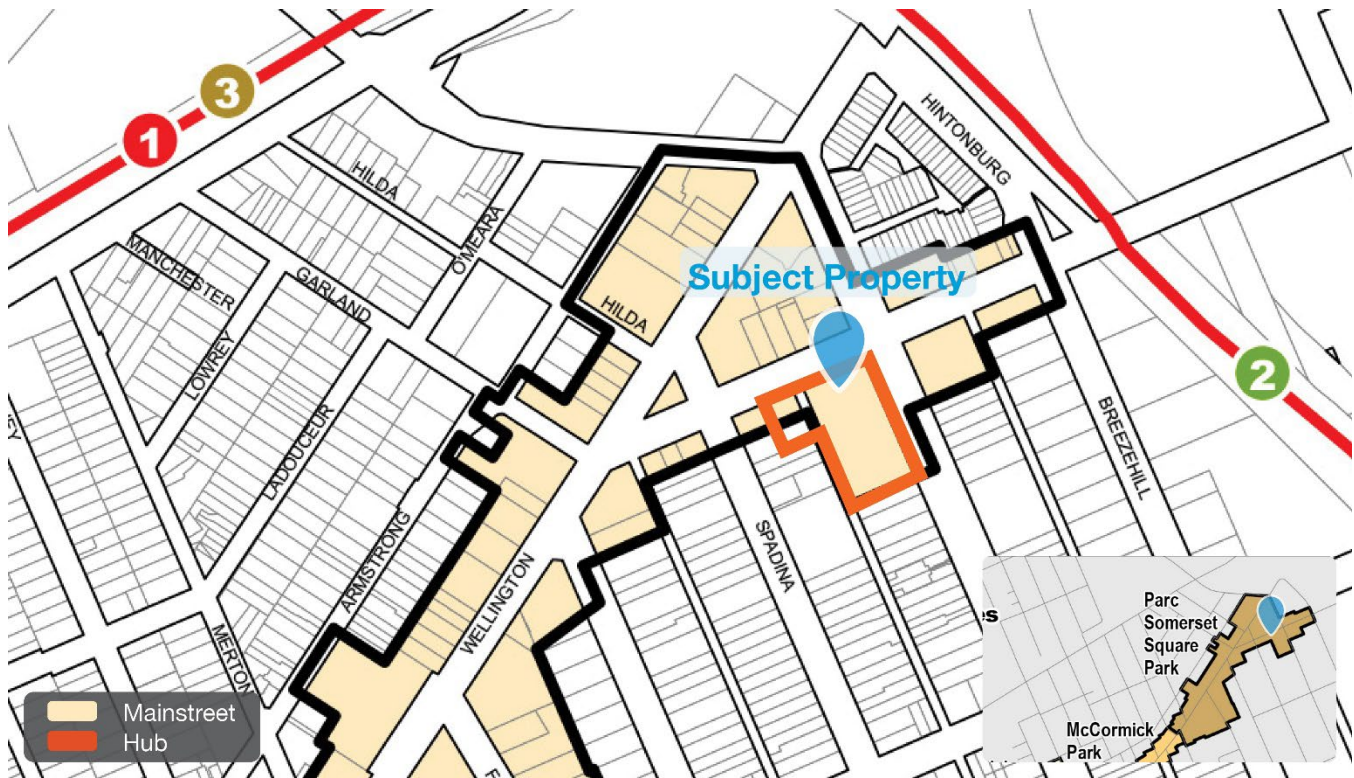 3
1
HILDA
HINTONBURG
O'MEARA
MANCHESTER
GARLAND
Subject Property
HILDA
LOWREY
2
LADOUCEUR
BREEZEHILL
ARMSTRONG
SPADINA
WELLINGTON
MERTON
Parc
Somerset
Square
Park
McCormick
Park
Mainstreet
Hub